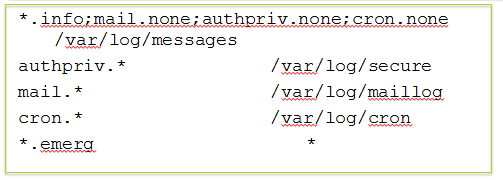 *.info;mail.none;authpriv.none;cron.none
/var/log/messages
authpriv.* /var/log/secure
mail.* /var/log/maillog
cron.* /var/log/cron
*.emerg *